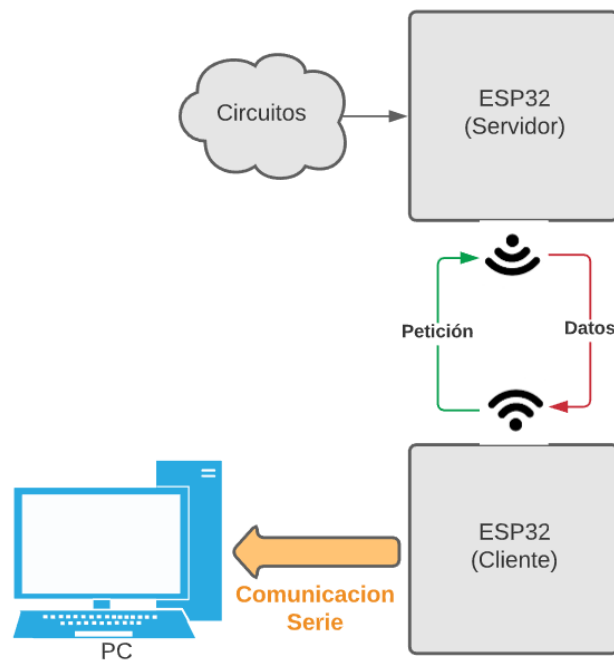 Circuitos
ESP32
(Servidor)
Petición
Datos
ESP32
(Cliente)
Comunicacion
Serie
PC